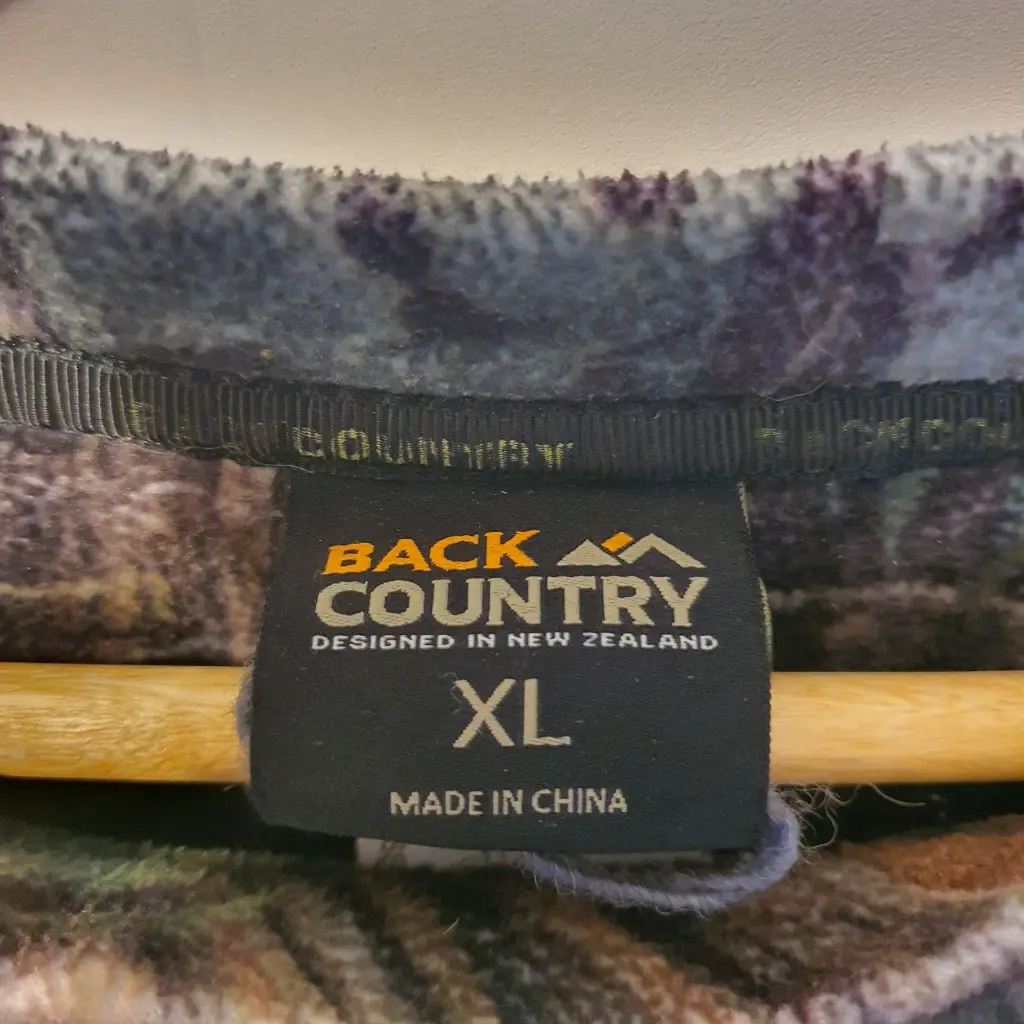 COUNTRY
BACK
COUNTRY
DESIGNED IN NEW ZEALAND
XL
MADE IN CHINA